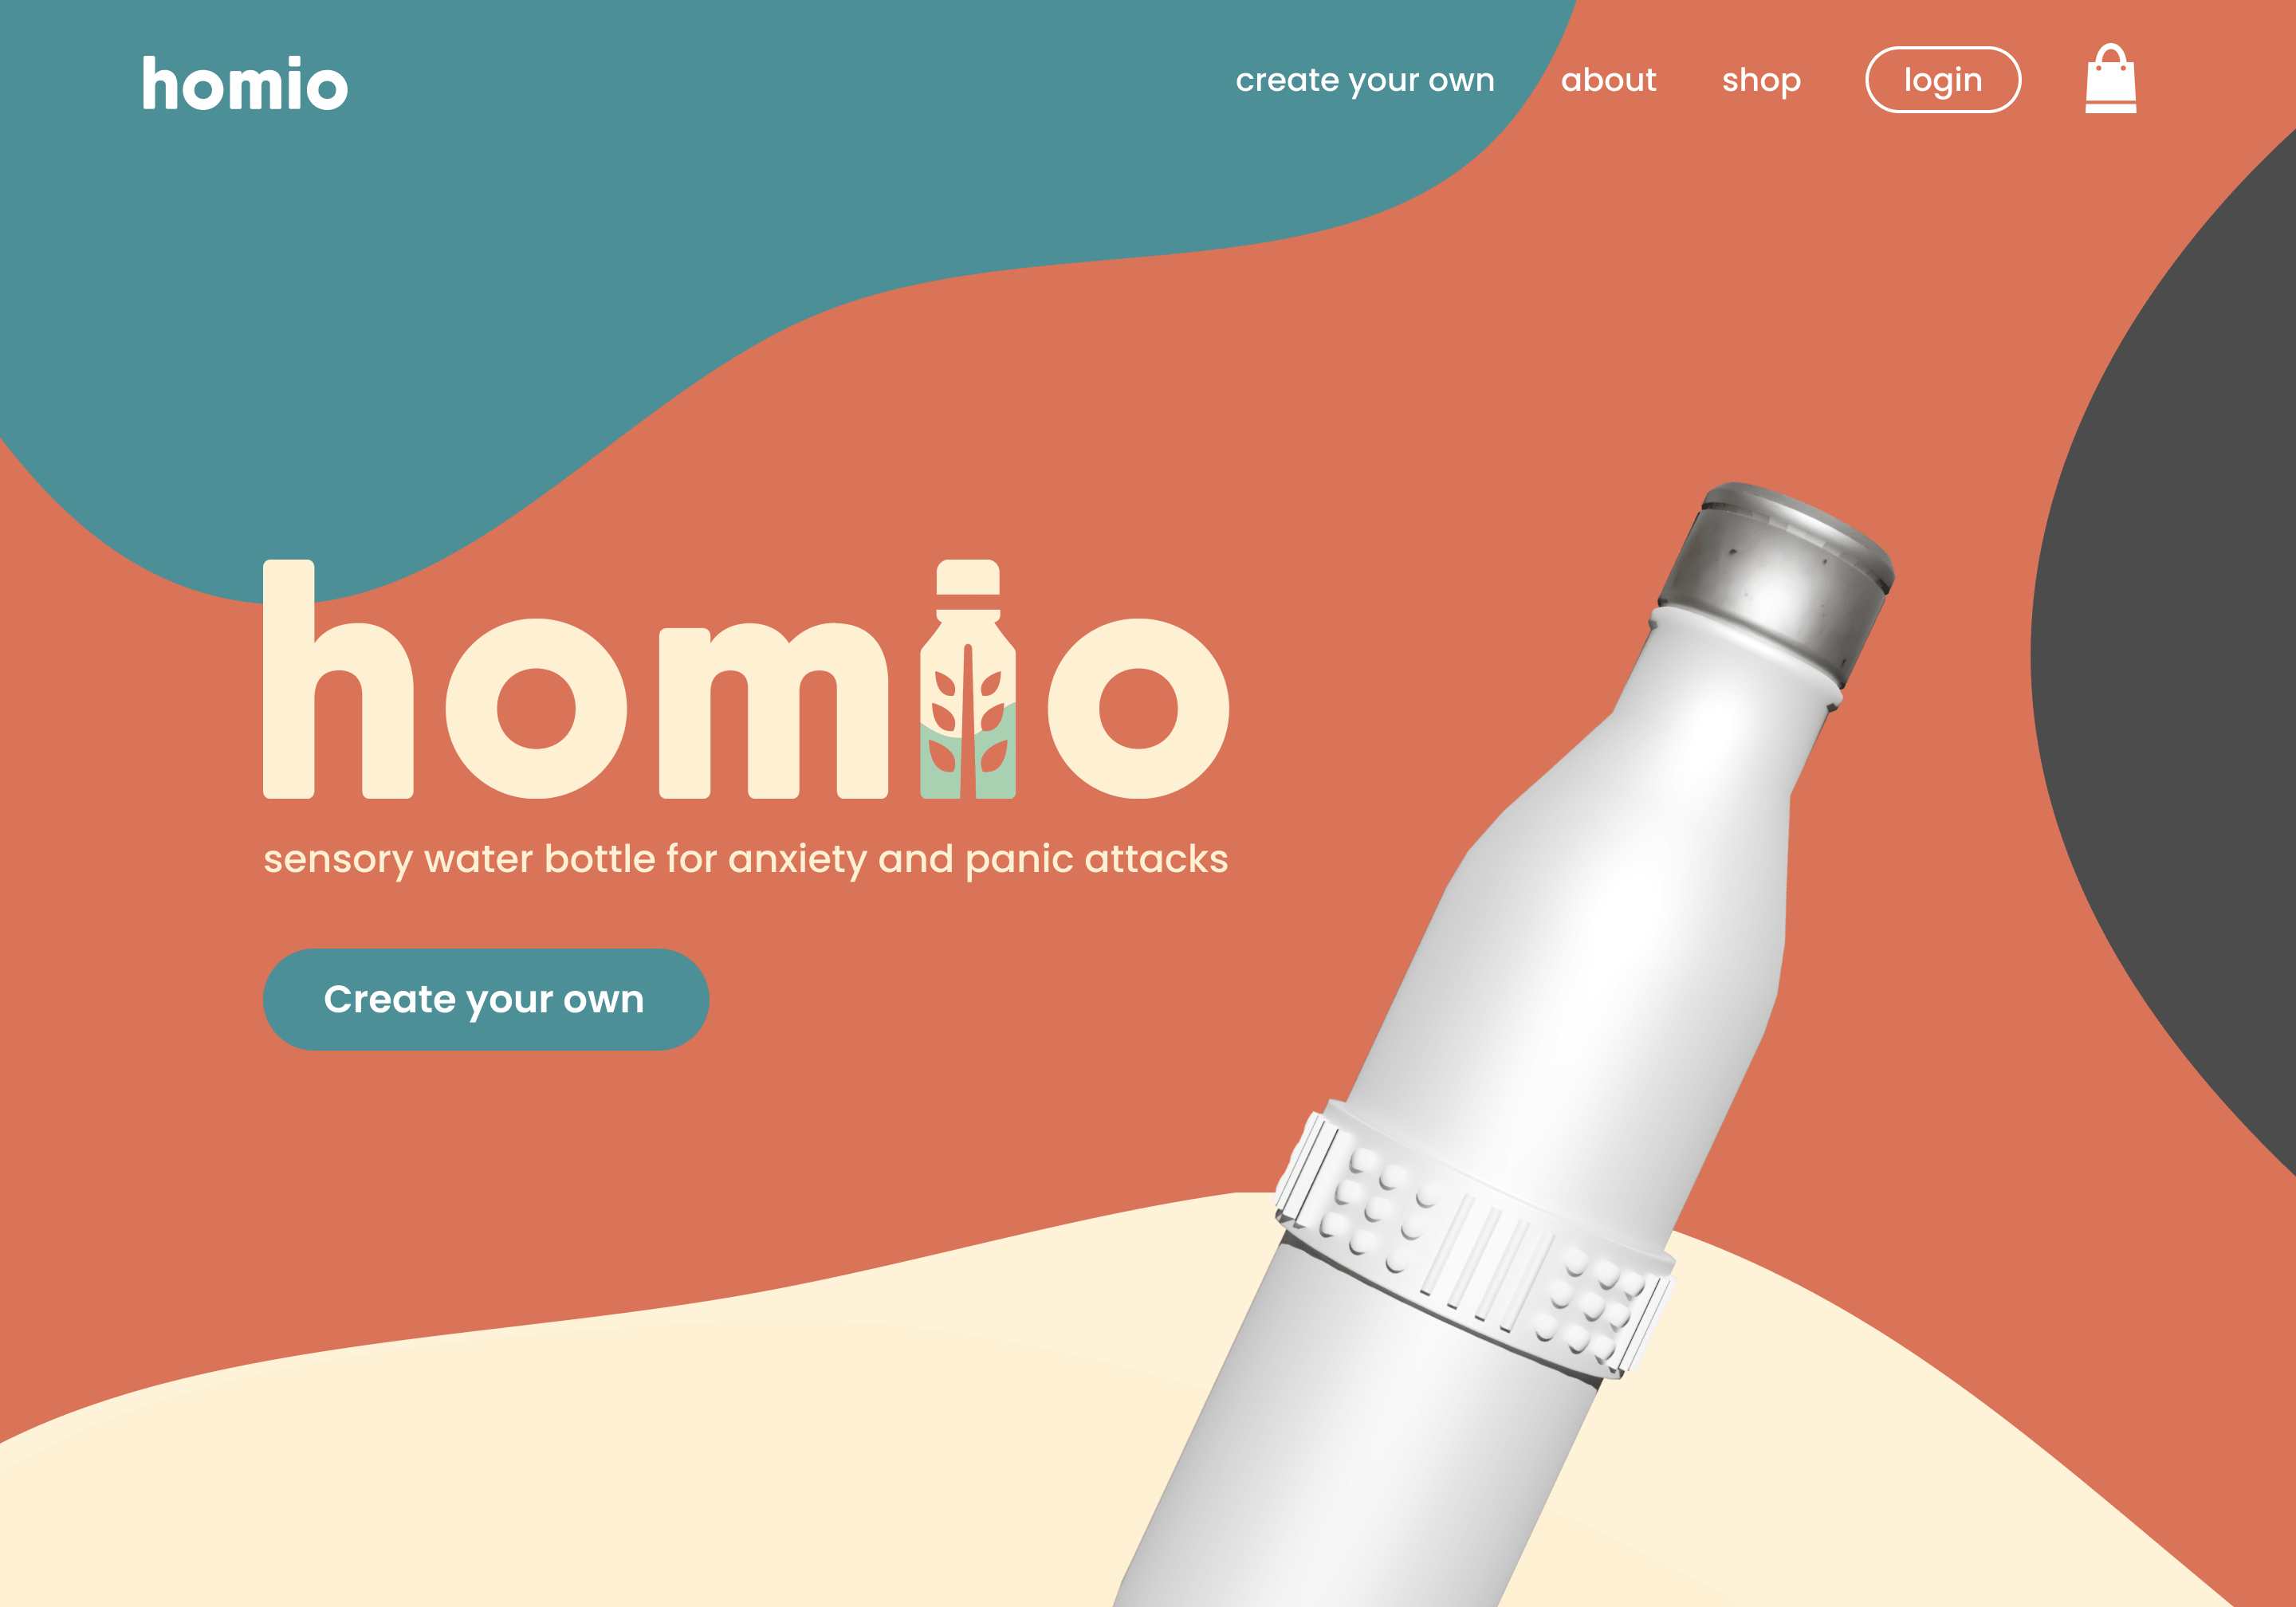 homio
create your own
about
shop
login
homio
sensory water bottle for anxiety and panic attacks
Create your own